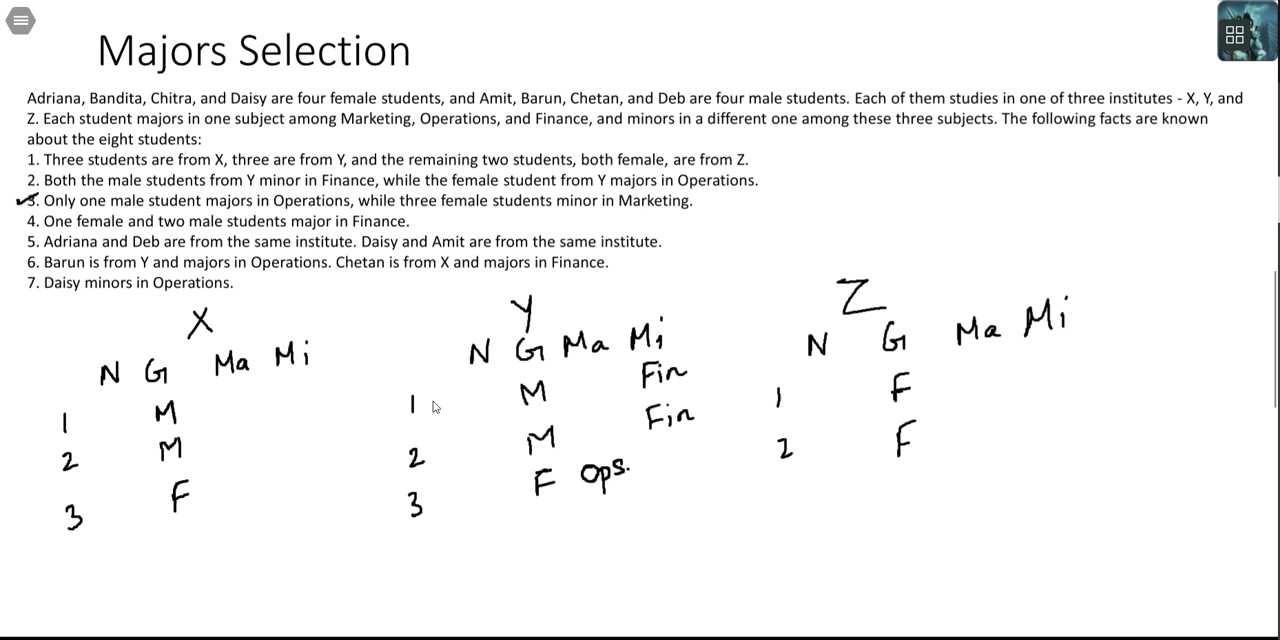 Majors Selection
Adriana, Bandita, Chitra, and Daisy are four female students, and Amit, Barun, Chetan, and Deb are four male students. Each of them studies in one of three institutes - X, Y, and
Z. Each student majors in one subject among Marketing, Operations, and Finance, and minors in a different one among these three subjects. The following facts are known
about the eight students:
1. Three students are from X, three are from Y, and the remaining two students, both female, are from Z.
2. Both the male students from Y minor in Finance, while the female student from Y majors in Operations.
3. Only one male student majors in Operations, while three female students minor in Marketing.
4. One female and two male students major in Finance.
5. Adriana and Deb are from the same institute. Daisy and Amit are from the same institute.
6. Barun is from Y and majors in Operations. Chetan is from X and majors in Finance.
7. Daisy minors in Operations.
X
N G Ma Mi
1 M
2 M
3 F
Y
N G Ma Mi
1 M Fin
2 M Fin
3 F Ops.
Z
N G Ma Mi
1 F
2 F